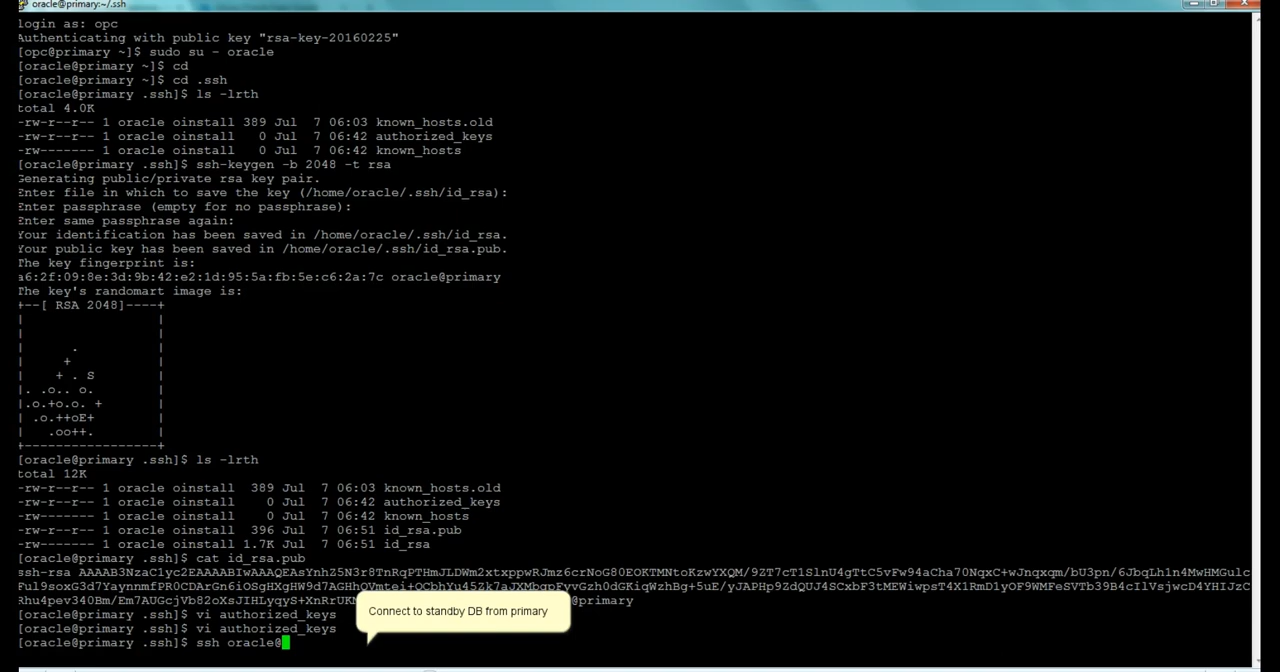 oracle@primary:~/.ssh
login as: opc
Authenticating with public key "rsa-key-20160225"
[opc@primary ~]$ sudo su - oracle
[oracle@primary ~]$ cd
[oracle@primary ~]$ cd .ssh
[oracle@primary .ssh]$ ls -lrth
total 4.0K
-rw-r--r-- 1 oracle oinstall 389 Jul  7 06:03 known_hosts.old
-rw-r--r-- 1 oracle oinstall   0 Jul  7 06:42 authorized_keys
-rw------- 1 oracle oinstall   0 Jul  7 06:42 known_hosts
[oracle@primary .ssh]$ ssh-keygen -b 2048 -t rsa
Generating public/private rsa key pair.
Enter file in which to save the key (/home/oracle/.ssh/id_rsa):
Enter passphrase (empty for no passphrase):
Enter same passphrase again:
Your identification has been saved in /home/oracle/.ssh/id_rsa.
Your public key has been saved in /home/oracle/.ssh/id_rsa.pub.
The key fingerprint is:
a6:2f:09:8e:3d:9b:42:e2:1d:95:5a:fb:5e:c6:2a:7c oracle@primary
The key's randomart image is:
+--[ RSA 2048]----+
|                 |
|                 |
|      .          |
|     +           |
|    + . S        |
|. .o.. o.        |
|.o.+o.o. +       |
| .o.++oE+        |
|   .oo++.        |
+-----------------+
[oracle@primary .ssh]$ ls -lrth
total 12K
-rw-r--r-- 1 oracle oinstall  389 Jul  7 06:03 known_hosts.old
-rw-r--r-- 1 oracle oinstall    0 Jul  7 06:42 authorized_keys
-rw------- 1 oracle oinstall    0 Jul  7 06:42 known_hosts
-rw-r--r-- 1 oracle oinstall  396 Jul  7 06:51 id_rsa.pub
-rw------- 1 oracle oinstall 1.7K Jul  7 06:51 id_rsa
[oracle@primary .ssh]$ cat id_rsa.pub
ssh-rsa
@primary
[oracle@primary .ssh]$ vi authorized_keys
[oracle@primary .ssh]$ vi authorized_keys
[oracle@primary .ssh]$ ssh oracle@
Connect to standby DB from primary